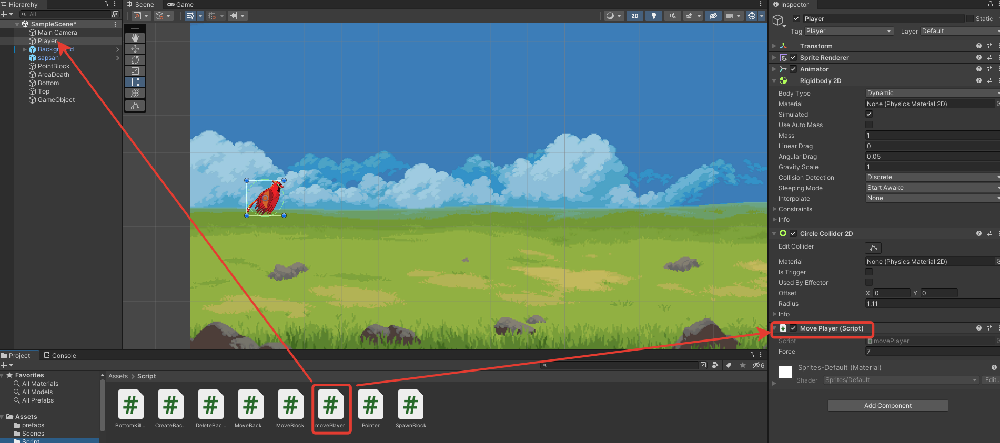 Hierarchy
All
SampleScene*
Main Camera
Player
Background
sapsan
PointBlock
AreaDeath
Bottom
Top
GameObject
Scene
Game
2D
Inspector
Player
Static
Tag Player
Layer Default
Transform
Sprite Renderer
Animator
Rigidbody 2D
Body Type Dynamic
Material None (Physics Material 2D)
Simulated
Use Auto Mass
Mass 1
Linear Drag 0
Angular Drag 0.05
Gravity Scale 1
Collision Detection Discrete
Sleeping Mode Start Awake
Interpolate None
Constraints
Info
Circle Collider 2D
Edit Collider
Material None (Physics Material 2D)
Is Trigger
Used By Effector
Offset X 0 Y 0
Radius 1.11
Info
# Move Player (Script)
Script movePlayer
Force 7
Sprites-Default (Material)
Shader Sprites/Default Edit...
Add Component
Project
Console
6
Favorites
All Materials
All Models
All Prefabs
Assets
prefabs
Scenes
Script
Assets > Script
# # # # # # # #
BottomKill... CreateBac... DeleteBac... MoveBack... MoveBlock movePlayer Pointer SpawnBlock